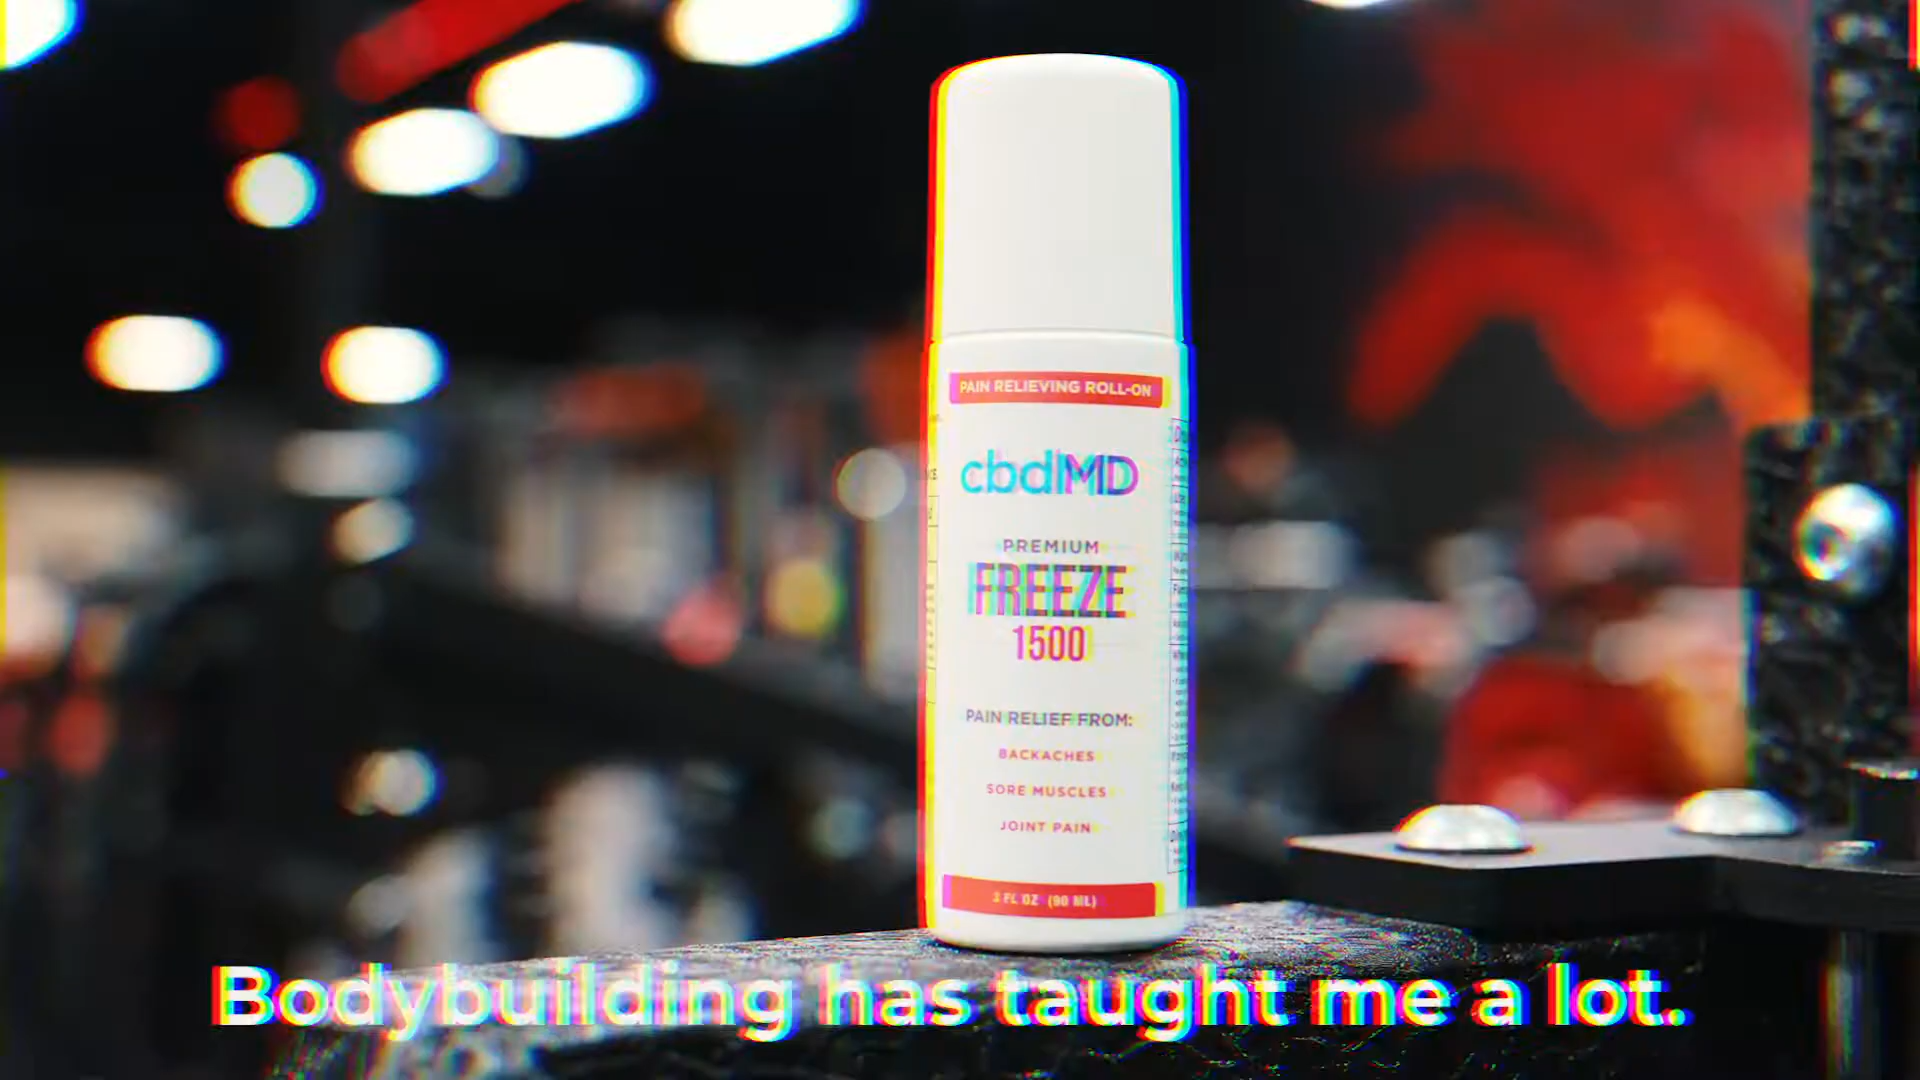 PAIN RELIEVING ROLL-ON
cbdMD
PREMIUM
FREEZE
1500
PAIN RELIEF FROM:
BACKACHES
SORE MUSCLES
JOINT PAIN
3 FL OZ (90 ML)
Bodybuilding has taught me a lot.